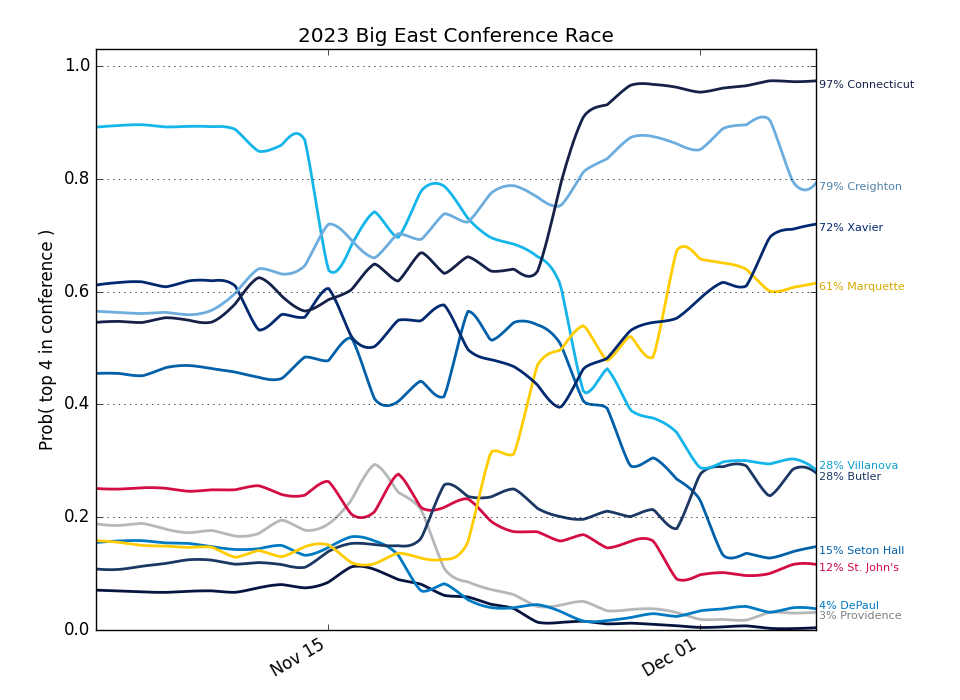 2023 Big East Conference Race
Prob( top 4 in conference )
1.0
0.8
0.6
0.4
0.2
0.0
Nov 15
Dec 01
97% Connecticut
79% Creighton
72% Xavier
61% Marquette
28% Villanova
28% Butler
15% Seton Hall
12% St. John's
4% DePaul
3% Providence